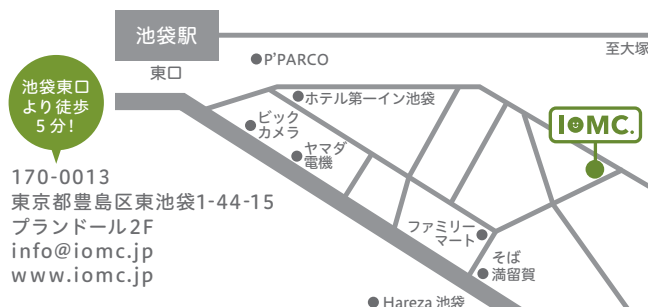 池袋駅
至大塚
P'PARCO
東口
池袋東口
より徒歩
5分!
ホテル第一イン池袋
ビック
カメラ
ヤマダ
電機
IOMC.
170-0013
東京都豊島区東池袋1-44-15
プランドール2F
info@iomc.jp
www.iomc.jp
ファミリー
マート
そば
満留賀
Hareza 池袋